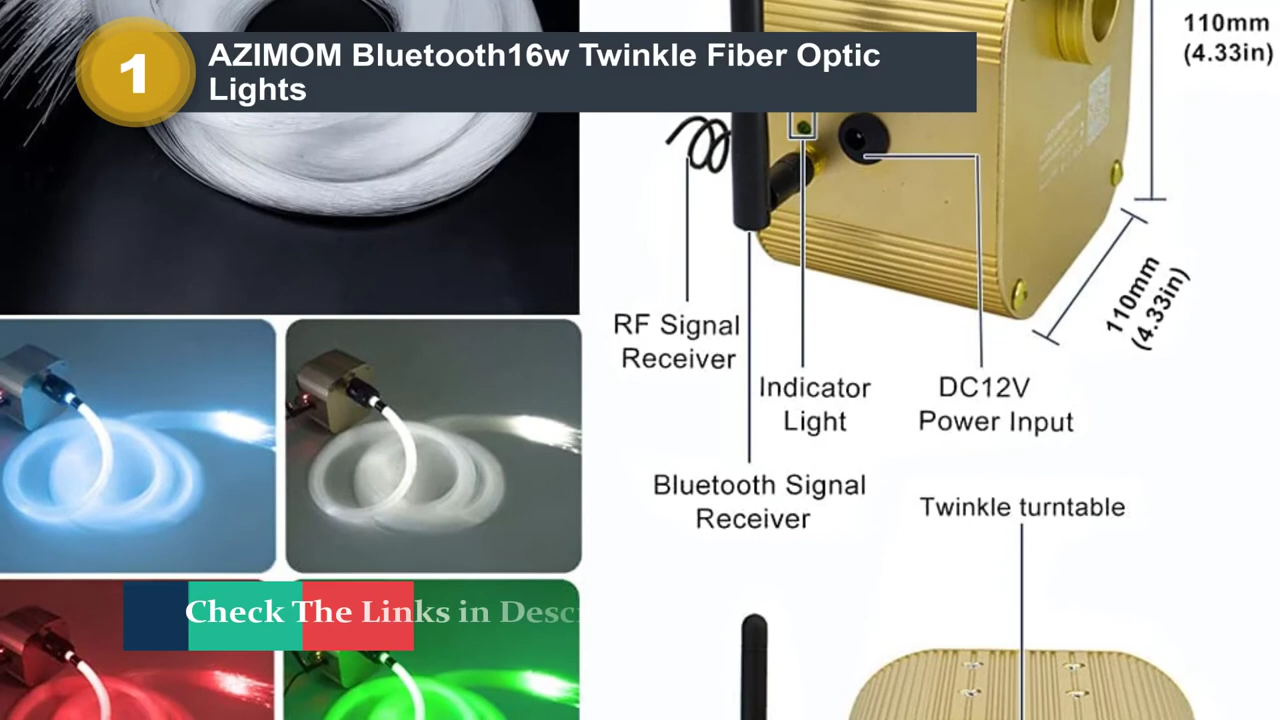 1
AZIMOM Bluetooth16w Twinkle Fiber Optic
Lights
110mm
(4.33in)
110mm
(4.33in)
RF Signal
Receiver
Indicator
Light
DC12V
Power Input
Bluetooth Signal
Receiver
Twinkle turntable
Check The Links in Descr